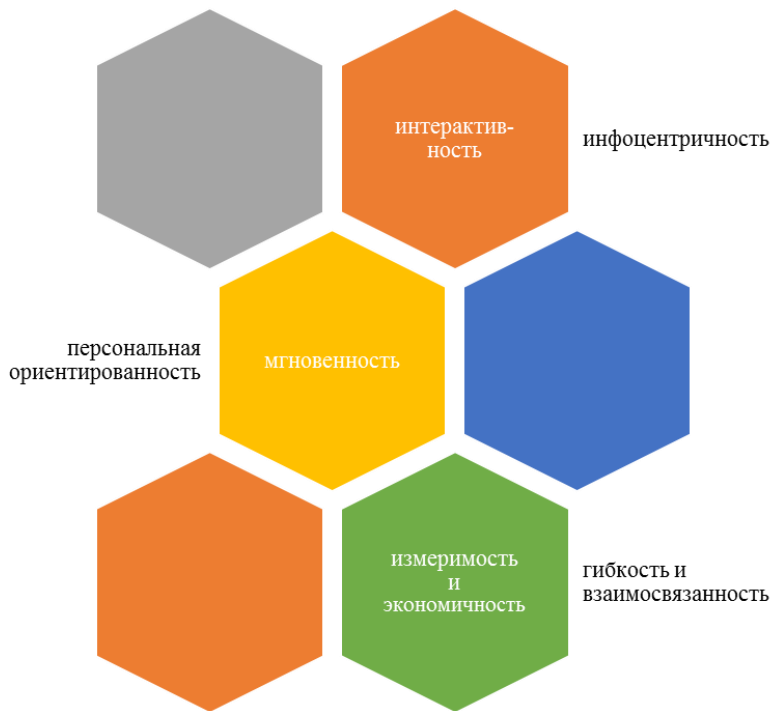 интерактив-
ность
инфоцентричность
персональная
ориентированность
мгновенность
измеримость
и
экономичность
гибкость и
взаимосвязанность